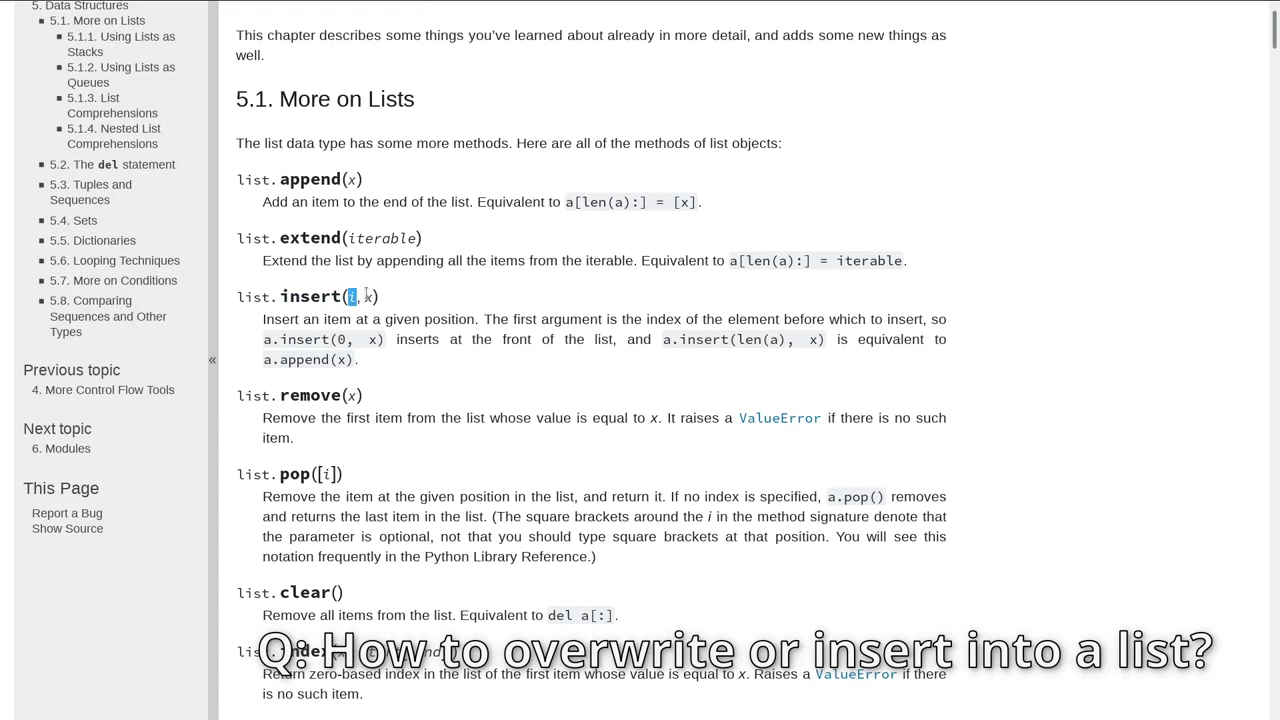 5. Data Structures
5.1. More on Lists
5.1.1. Using Lists as
Stacks
5.1.2. Using Lists as
Queues
5.1.3. List
Comprehensions
5.1.4. Nested List
Comprehensions
5.2. The del statement
5.3. Tuples and
Sequences
5.4. Sets
5.5. Dictionaries
5.6. Looping Techniques
5.7. More on Conditions
5.8. Comparing
Sequences and Other
Types
Previous topic
4. More Control Flow Tools
Next topic
6. Modules
This Page
Report a Bug
Show Source
«
This chapter describes some things you've learned about already in more detail, and adds some new things as
well.
5.1. More on Lists
The list data type has some more methods. Here are all of the methods of list objects:
list.append(x)
Add an item to the end of the list. Equivalent to a[len(a):] = [x].
list.extend(iterable)
Extend the list by appending all the items from the iterable. Equivalent to a[len(a):] = iterable.
list.insert(i, x)
Insert an item at a given position. The first argument is the index of the element before which to insert, so
a.insert(0, x) inserts at the front of the list, and a.insert(len(a), x) is equivalent to
a.append(x).
list.remove(x)
Remove the first item from the list whose value is equal to x. It raises a ValueError if there is no such
item.
list.pop([i])
Remove the item at the given position in the list, and return it. If no index is specified, a.pop() removes
and returns the last item in the list. (The square brackets around the i in the method signature denote that
the parameter is optional, not that you should type square brackets at that position. You will see this
notation frequently in the Python Library Reference.)
list.clear()
Remove all items from the list. Equivalent to del a[:].
list.index
Q: How to overwrite or insert into a list?
Return zero-based index in the list of the first item whose value is equal to x. Raises a ValueError if there
is no such item.